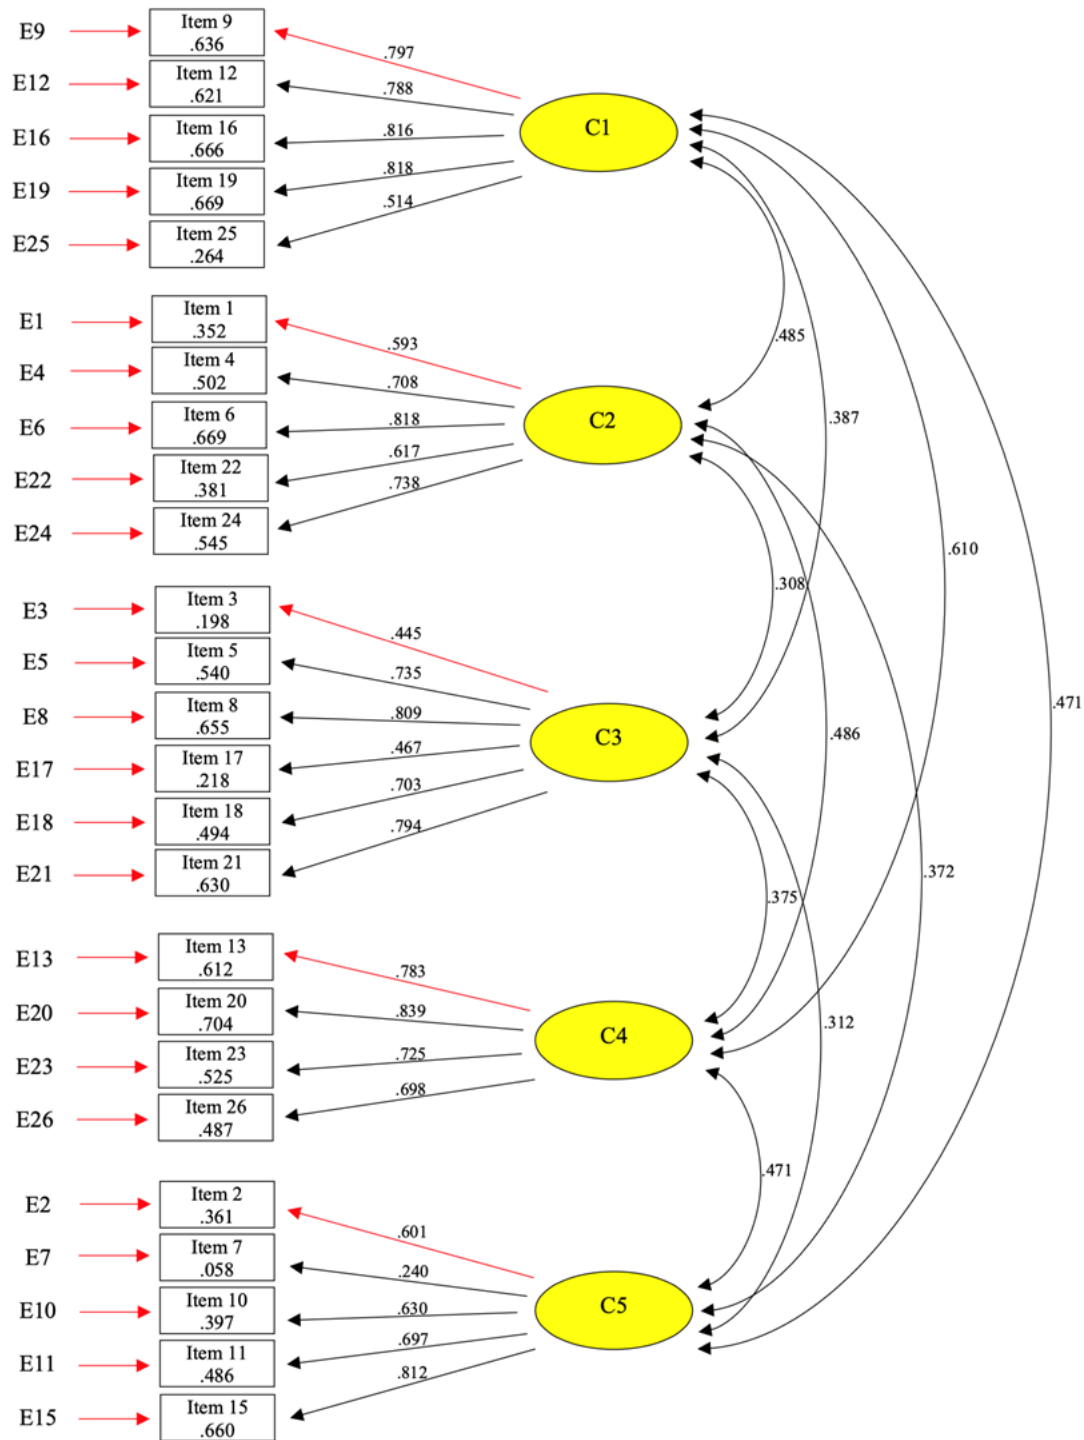 E9
Item 9
.636
.797
E12
Item 12
.621
.788
E16
Item 16
.666
.816
E19
Item 19
.669
.818
E25
Item 25
.264
.514
C1
E1
Item 1
.352
.593
E4
Item 4
.502
.708
E6
Item 6
.669
.818
E22
Item 22
.381
.617
E24
Item 24
.545
.738
C2
E3
Item 3
.198
.445
E5
Item 5
.540
.735
E8
Item 8
.655
.809
E17
Item 17
.218
.467
E18
Item 18
.494
.703
E21
Item 21
.630
.794
C3
E13
Item 13
.612
.783
E20
Item 20
.704
.839
E23
Item 23
.525
.725
E26
Item 26
.487
.698
C4
E2
Item 2
.361
.601
E7
Item 7
.058
.240
E10
Item 10
.397
.630
E11
Item 11
.486
.697
E15
Item 15
.660
.812
C5
.485
.387
.610
.308
.471
.486
.372
.375
.312
.471